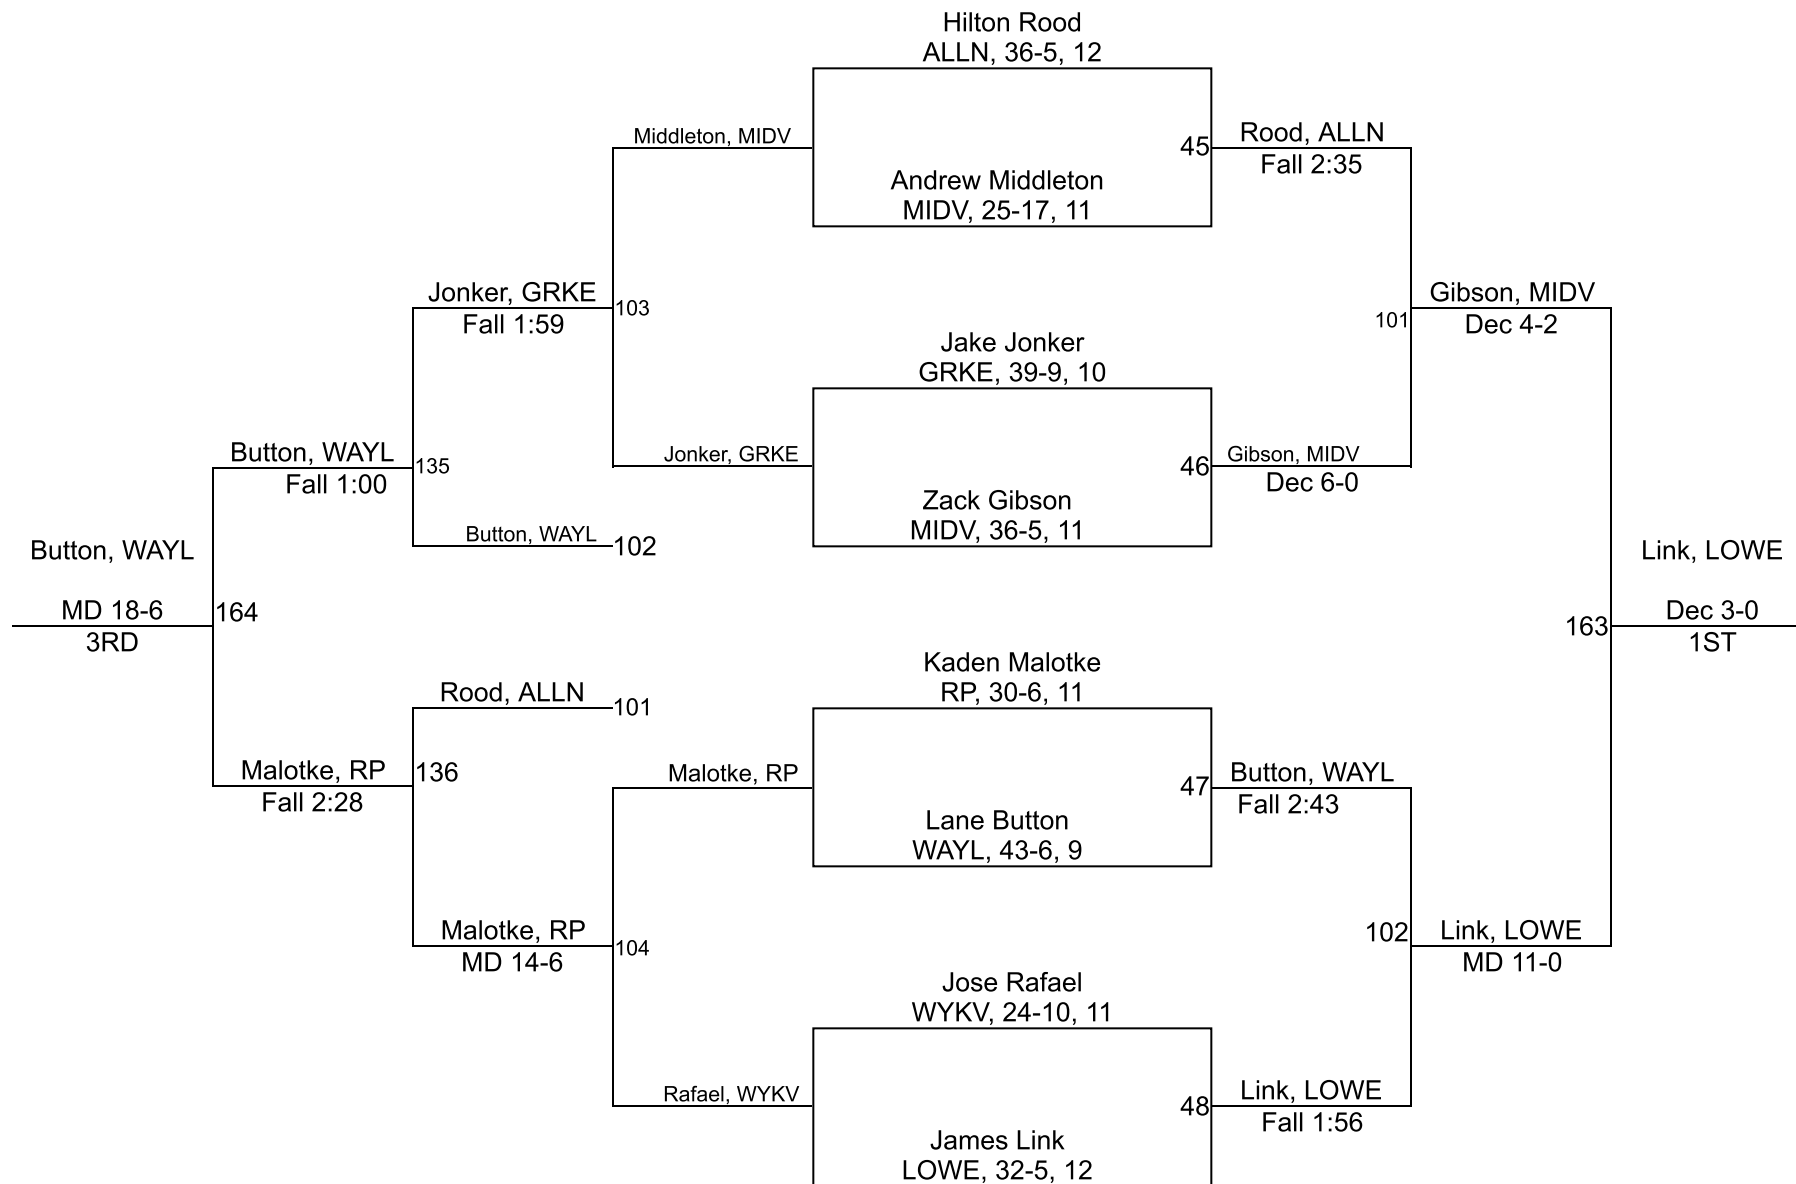 Hilton Rood
ALLN, 36-5, 12
Middleton, MIDV
45
Rood, ALLN
Fall 2:35
Andrew Middleton
MIDV, 25-17, 11
Jonker, GRKE
Fall 1:59
103
101
Gibson, MIDV
Dec 4-2
Jake Jonker
GRKE, 39-9, 10
Button, WAYL
Fall 1:00
135
Jonker, GRKE
46
Gibson, MIDV
Dec 6-0
Zack Gibson
MIDV, 36-5, 11
Button, WAYL
102
Button, WAYL
MD 18-6
3RD
164
Link, LOWE
163
Dec 3-0
1ST
Kaden Malotke
RP, 30-6, 11
Rood, ALLN
101
Malotke, RP
Fall 2:28
136
Malotke, RP
47
Button, WAYL
Fall 2:43
Lane Button
WAYL, 43-6, 9
Malotke, RP
MD 14-6
104
102
Link, LOWE
MD 11-0
Jose Rafael
WYKV, 24-10, 11
Rafael, WYKV
48
Link, LOWE
Fall 1:56
James Link
LOWE, 32-5, 12